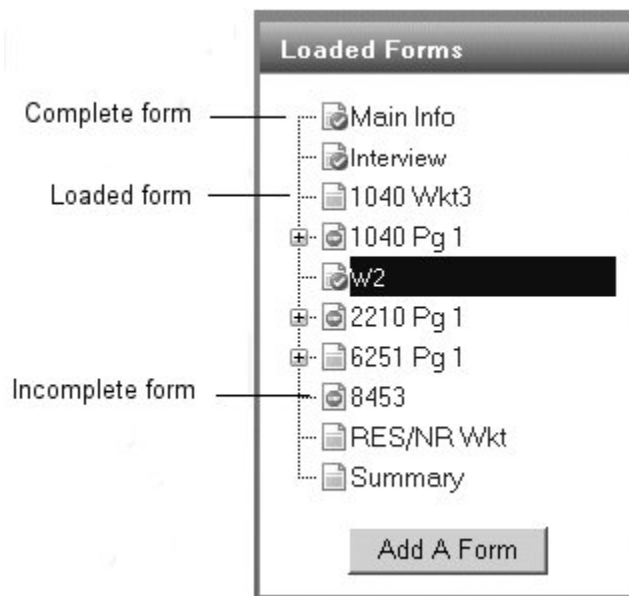 Loaded Forms
Complete form
Main Info
Interview
Loaded form
1040 Wkt3
1040 Pg 1
W2
2210 Pg 1
6251 Pg 1
Incomplete form
8453
RES/NR Wkt
Summary
Add A Form